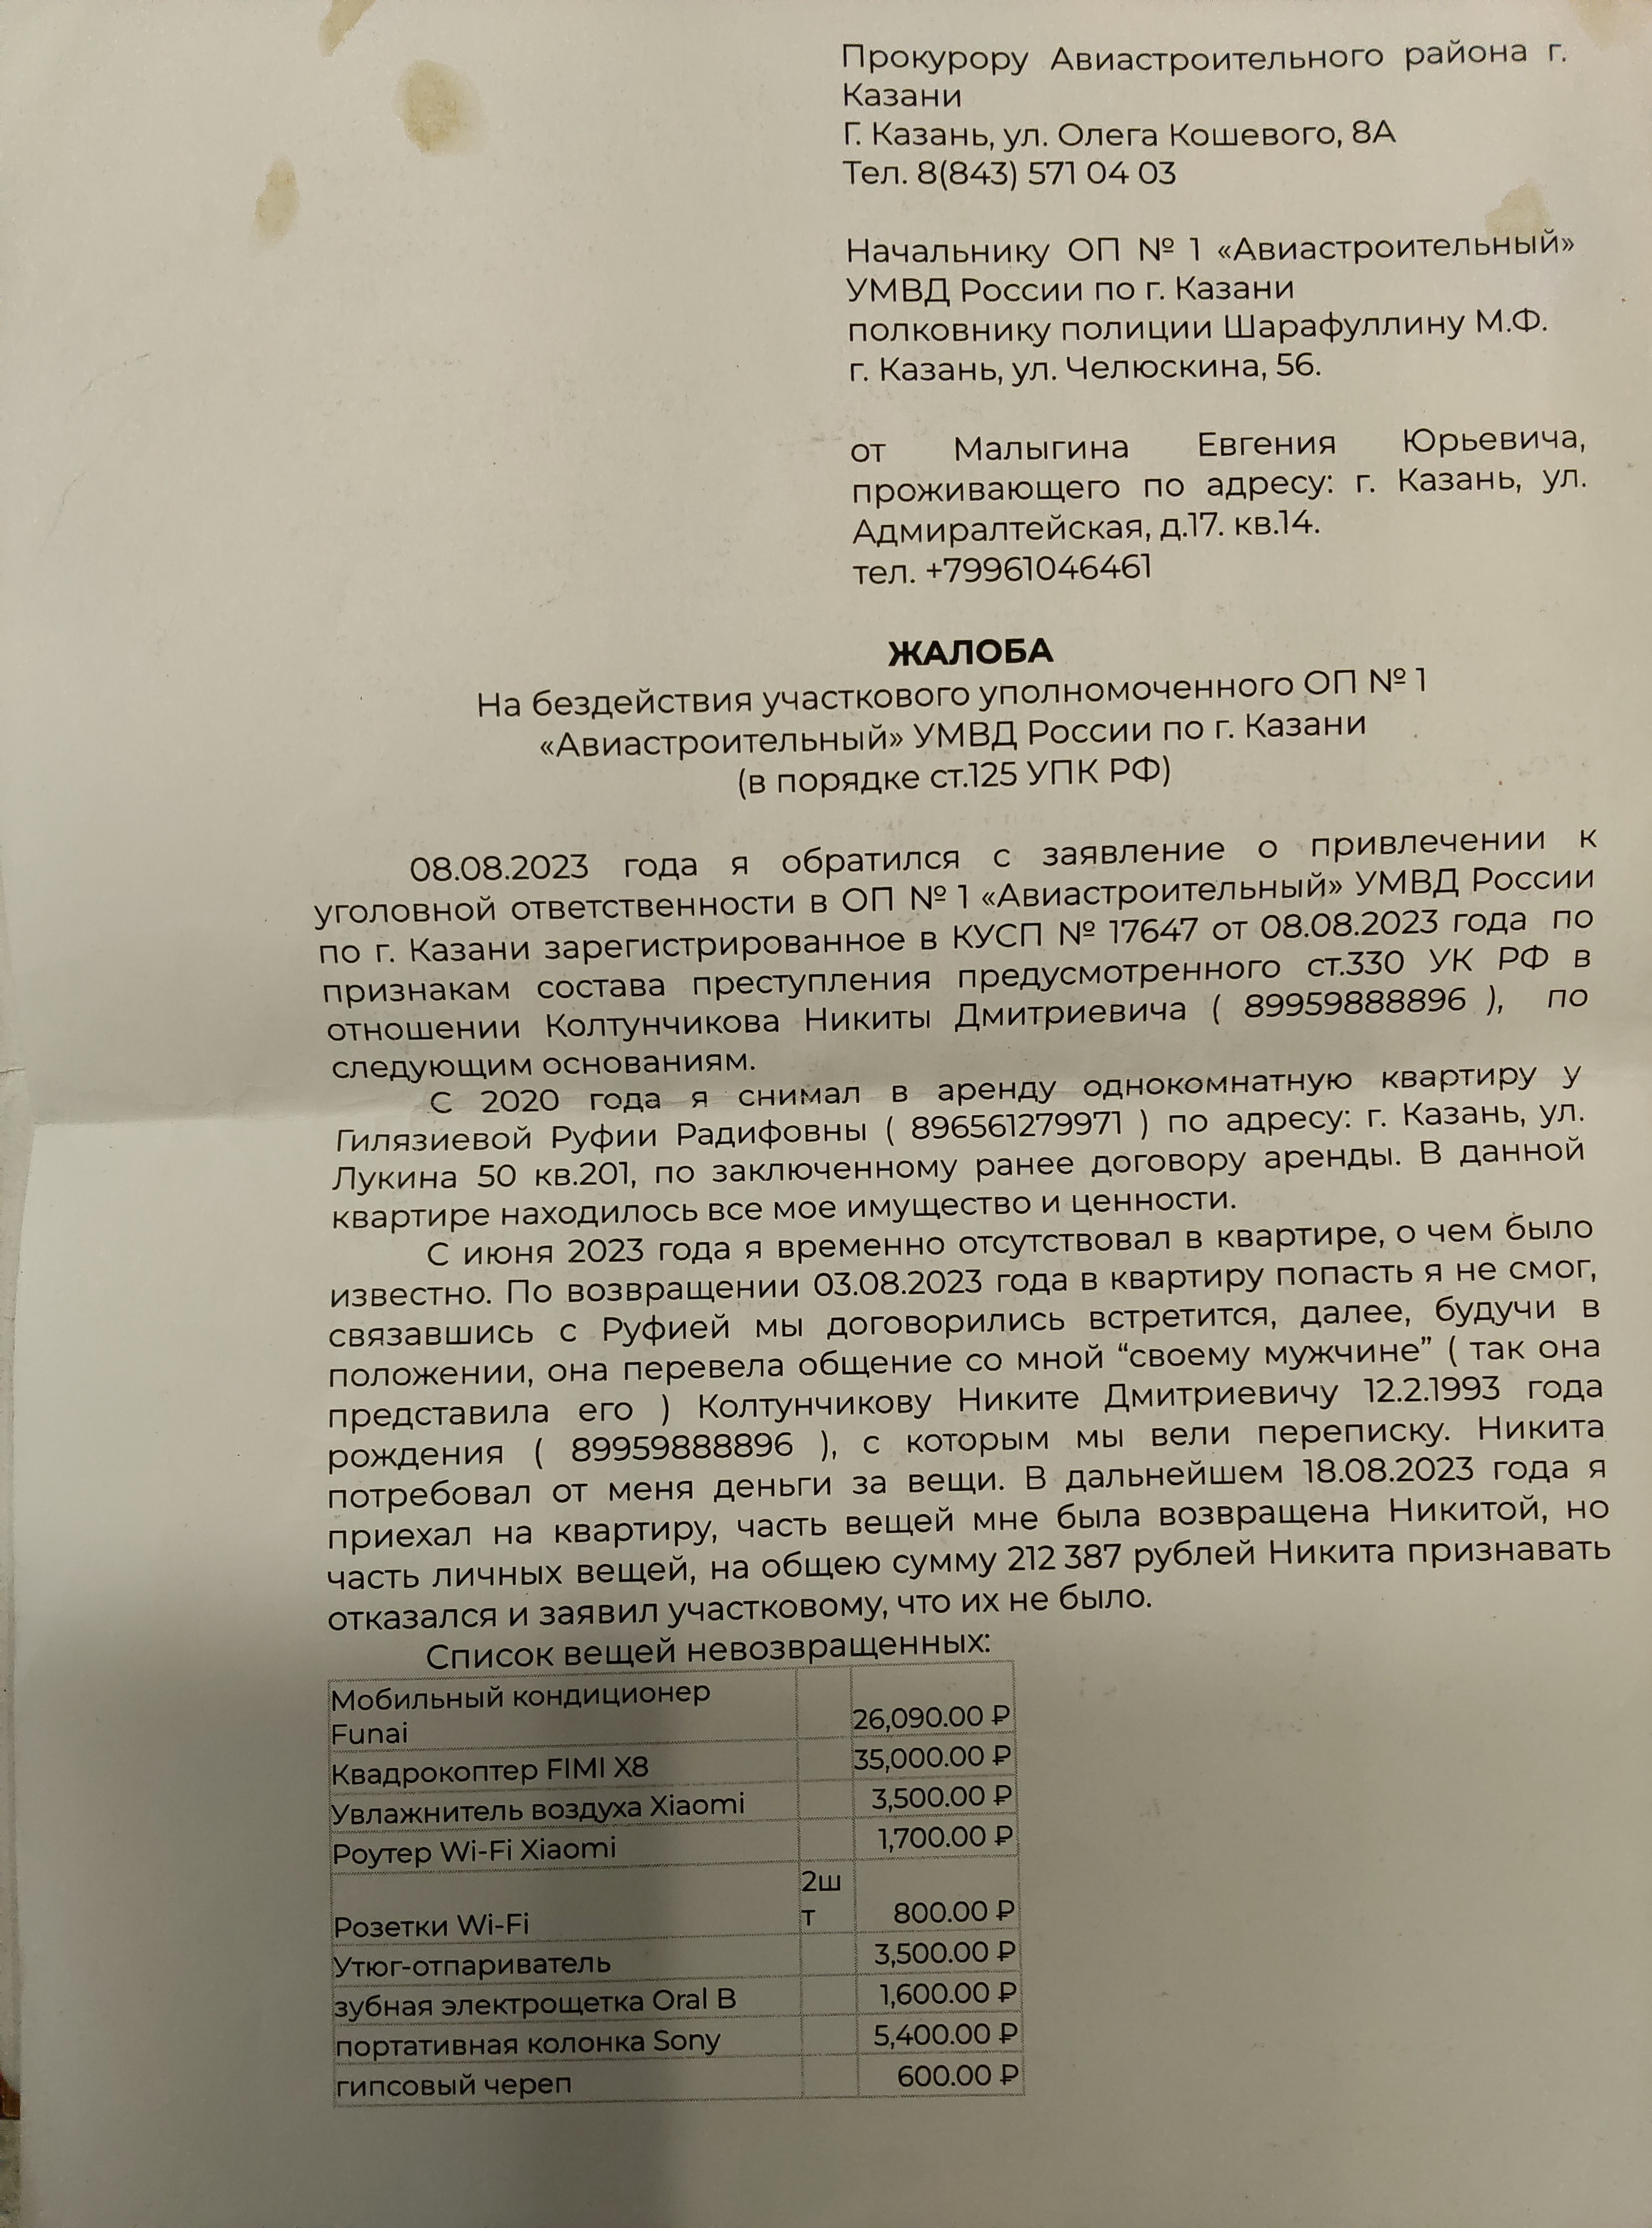 Прокурору Авиастроительного района г.
Казани
Г. Казань, ул. Олега Кошевого, 8А
Тел. 8(843) 571 04 03
Начальнику ОП № 1 «Авиастроительный»
УМВД России по г. Казани
полковнику полиции Шарафуллину М.Ф.
г. Казань, ул. Челюскина, 56.
от Малыгина Евгения Юрьевича,
проживающего по адресу: г. Казань, ул.
Адмиралтейская, д.17. кв.14.
тел. +79961046461
ЖАЛОБА
На бездействия участкового уполномоченного ОП № 1
«Авиастроительный» УМВД России по г. Казани
(в порядке ст.125 УПК РФ)
08.08.2023 года я обратился с заявление о привлечении к
уголовной ответственности в ОП № 1 «Авиастроительный» УМВД России
по г. Казани зарегистрированное в КУСП № 17647 от 08.08.2023 года по
признакам состава преступления предусмотренного ст.330 УК РФ в
отношении Колтунчикова Никиты Дмитриевича ( 89959888896 ), по
следующим основаниям.
С 2020 года я снимал в аренду однокомнатную квартиру у
Гилязиевой Руфии Радифовны ( 896561279971 ) по адресу: г. Казань, ул.
Лукина 50 кв.201, по заключенному ранее договору аренды. В данной
квартире находилось все мое имущество и ценности.
С июня 2023 года я временно отсутствовал в квартире, о чем было
известно. По возвращении 03.08.2023 года в квартиру попасть я не смог,
связавшись с Руфией мы договорились встретится, далее, будучи в
положении, она перевела общение со мной “своему мужчине” ( так она
представила его ) Колтунчикову Никите Дмитриевичу 12.2.1993 года
рождения ( 89959888896 ), с которым мы вели переписку. Никита
потребовал от меня деньги за вещи. В дальнейшем 18.08.2023 года я
приехал на квартиру, часть вещей мне была возвращена Никитой, но
часть личных вещей, на общею сумму 212 387 рублей Никита признавать
отказался и заявил участковому, что их не было.
Список вещей невозвращенных:
Мобильный кондиционер
Funai 26,090.00 ₽
Квадрокоптер FIMI X8 35,000.00 ₽
Увлажнитель воздуха Xiaomi 3,500.00 ₽
Роутер Wi-Fi Xiaomi 1,700.00 ₽
2ш
Розетки Wi-Fi т 800.00 ₽
Утюг-отпариватель 3,500.00 ₽
зубная электрощетка Oral B 1,600.00 ₽
портативная колонка Sony 5,400.00 ₽
гипсовый череп 600.00 ₽